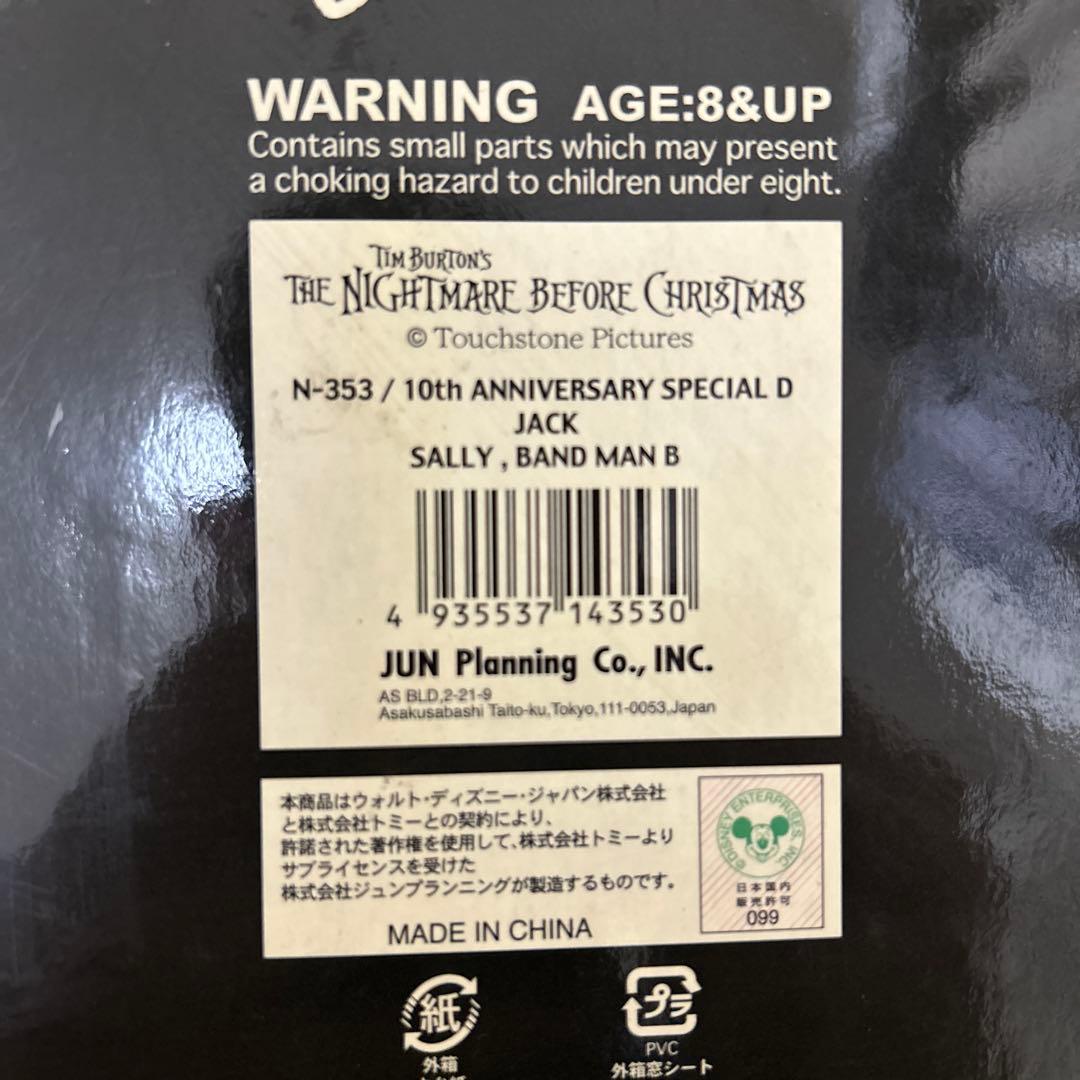 WARNING AGE:8&UP
Contains small parts which may present
a choking hazard to children under eight.
TIM BURTON'S
THE NIGHTMARE BEFORE CHRISTMAS
© Touchstone Pictures
N-353 / 10th ANNIVERSARY SPECIAL D
JACK
SALLY , BAND MAN B
4 935537 143530
JUN Planning Co., INC.
AS BLD,2-21-9
Asakusabashi Taito-ku,Tokyo,111-0053,Japan
本商品はウォルト・ディズニー・ジャパン株式会社
と株式会社トミーとの契約により、
許諾された著作権を使用して、株式会社トミーより
サブライセンスを受けた
株式会社ジュンプランニングが製造するものです。
MADE IN CHINA
©DISNEY ENTERPRISES, INC.
日本国内
販売許可
099
紙
外箱
プラ
PVC
外箱窓シート